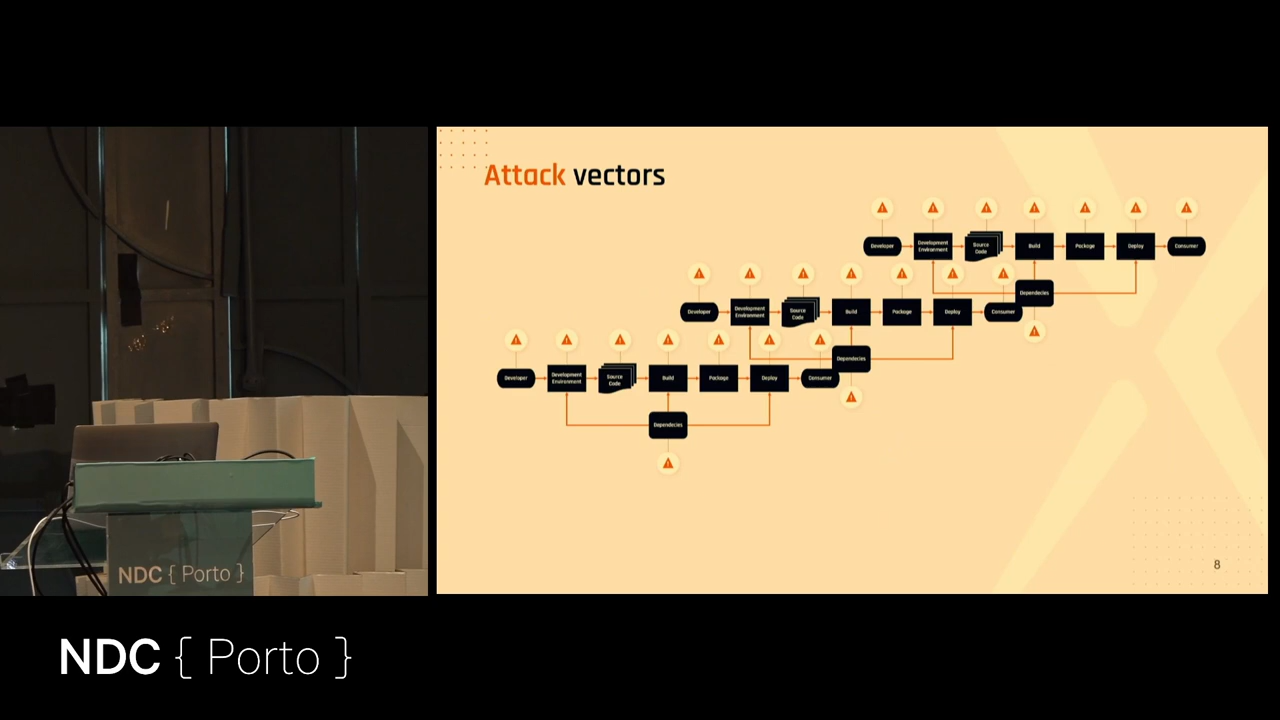 Attack vectors
Developer
Development
Environment
Source
Code
Build
Package
Deploy
Consumer
Dependecies
Developer
Development
Environment
Source
Code
Build
Package
Deploy
Consumer
Dependecies
Developer
Development
Environment
Source
Code
Build
Package
Deploy
Consumer
Dependecies
8
NDC { Porto }
NDC { Porto }